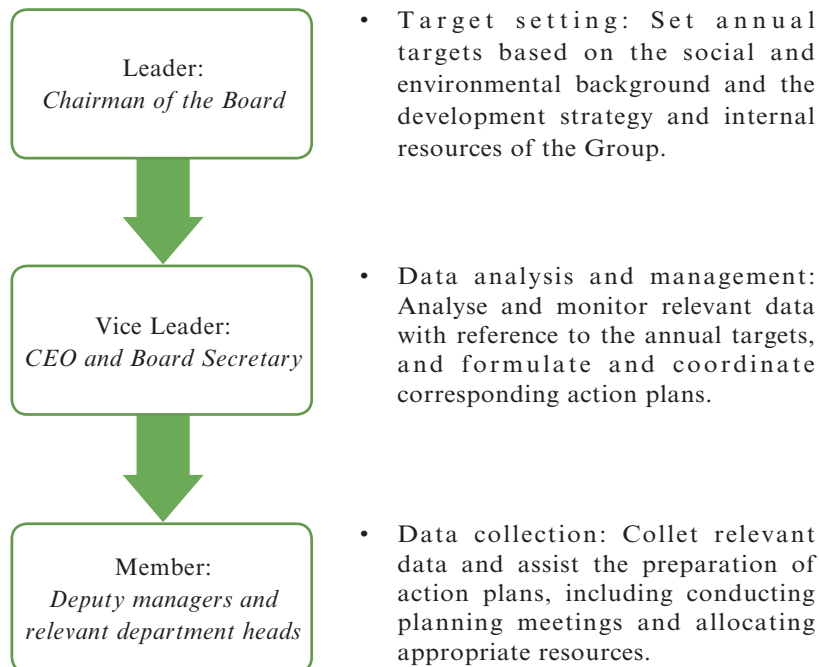 Leader:
Chairman of the Board
• Target setting: Set annual
targets based on the social and
environmental background and the
development strategy and internal
resources of the Group.
Vice Leader:
CEO and Board Secretary
• Data analysis and management:
Analyse and monitor relevant data
with reference to the annual targets,
and formulate and coordinate
corresponding action plans.
Member:
Deputy managers and
relevant department heads
• Data collection: Collet relevant
data and assist the preparation of
action plans, including conducting
planning meetings and allocating
appropriate resources.